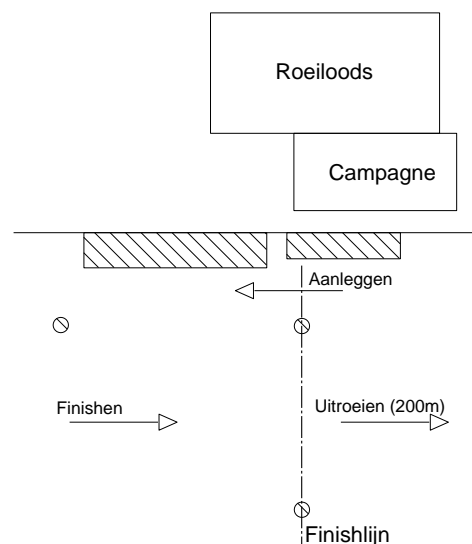 Roeiloods
Campagne
Aanleggen
Finishen
Uitroeien (200m)
Finishlijn